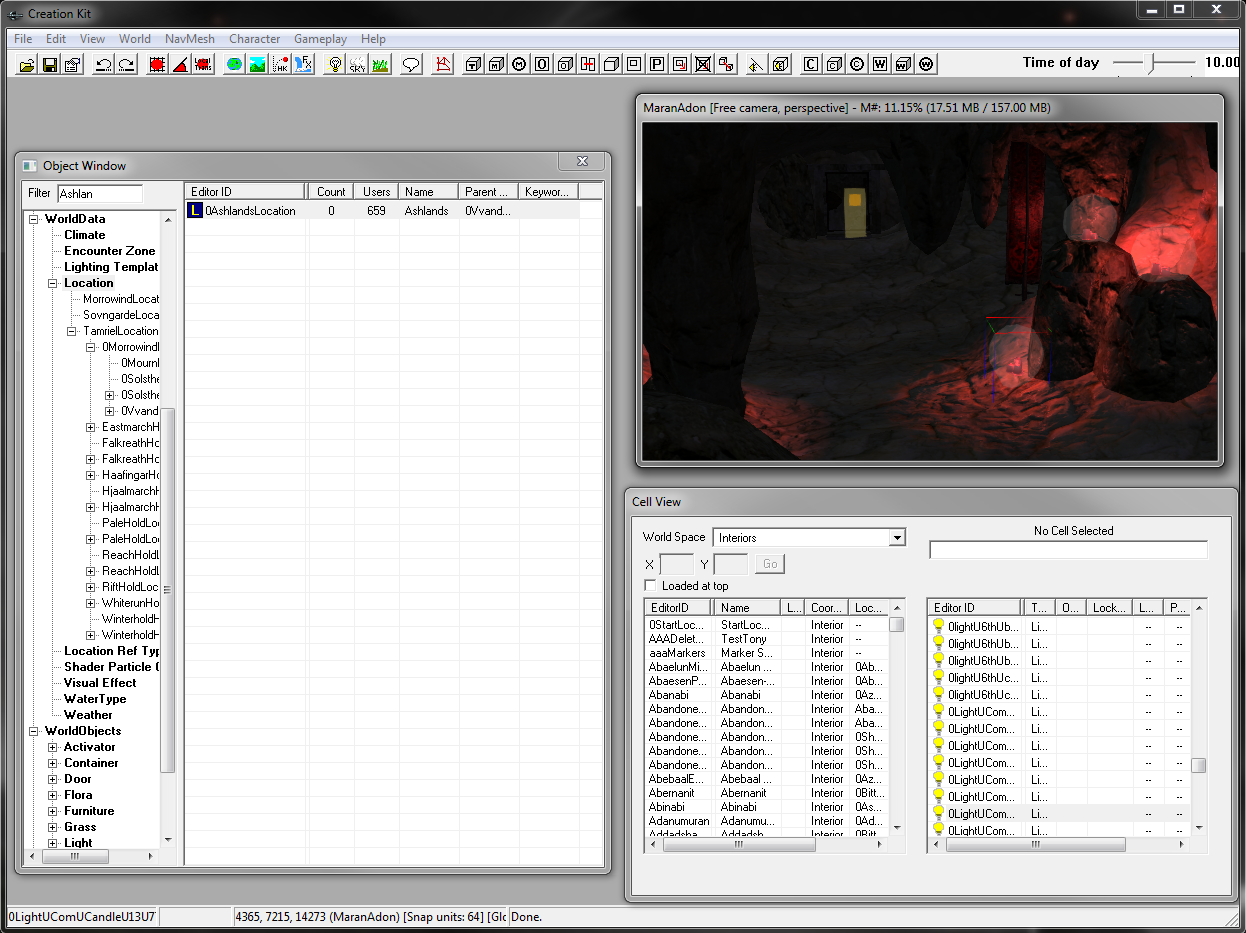 Creation Kit
File Edit View World NavMesh Character Gameplay Help
Time of day 10.00
Object Window
Filter Ashlan
WorldData
Climate
Encounter Zone
Lighting Templat
Location
MorrowindLocat
SovngardeLoca
TamrielLocation
0Morrowindl
0Mournl
0Solsthe
0Solsthe
0Vvand
EastmarchH
FalkreathHo
FalkreathHo
HaafingarHo
HjaalmarchH
HjaalmarchH
PaleHoldLoc
PaleHoldLoc
ReachHoldL
ReachHoldL
RiftHoldLoc
WhiterunHo
WinterholdH
WinterholdH
Location Ref Typ
Shader Particle G
Visual Effect
WaterType
Weather
WorldObjects
Activator
Container
Door
Flora
Furniture
Grass
Light
Editor ID Count Users Name Parent ... Keywor...
L 0AshlandsLocation 0 659 Ashlands 0Vvand...
MaranAdon [Free camera, perspective] - M#: 11.15% (17.51 MB / 157.00 MB)
Cell View
World Space Interiors
X Y Go
Loaded at top
EditorID Name L... Coor... Loc...
0StartLoc... StartLoc... Interior --
AAADelet... TestTony Interior --
aaaMarkers Marker S... Interior --
AbaelunMi... Abaelun ... Interior 0Ab...
AbaesenP... Abaesen-... Interior 0Ab...
Abanabi Abanabi Interior 0Az...
Abandone... Abandon... Interior Aba...
Abandone... Abandon... Interior Aba...
Abandone... Abandon... Interior 0Sh...
Abandone... Abandon... Interior 0Sh...
Abandone... Abandon... Interior 0Sh...
AbebaalE... Abebaal ... Interior 0Az...
Abernanit Abernanit Interior 0Bitt...
Abinabi Abinabi Interior 0As...
Adanumuran Adanumu... Interior 0Ad...
Addadsha... Addadsh... Interior 0Bitt...
No Cell Selected
Editor ID T... O... Lock... L... P...
0lightU6thUb... Li... -- --
0lightU6thUb... Li... -- --
0lightU6thUb... Li... -- --
0lightU6thUc... Li... -- --
0lightU6thUc... Li... -- --
0LightUCom... Li... -- --
0LightUCom... Li... -- --
0LightUCom... Li... -- --
0LightUCom... Li... -- --
0LightUCom... Li... -- --
0LightUCom... Li... -- --
0LightUCom... Li... -- --
0LightUCom... Li... -- --
0LightUComUCandleU13U7 4365, 7215, 14273 (MaranAdon) [Snap units: 64] [Glo Done.